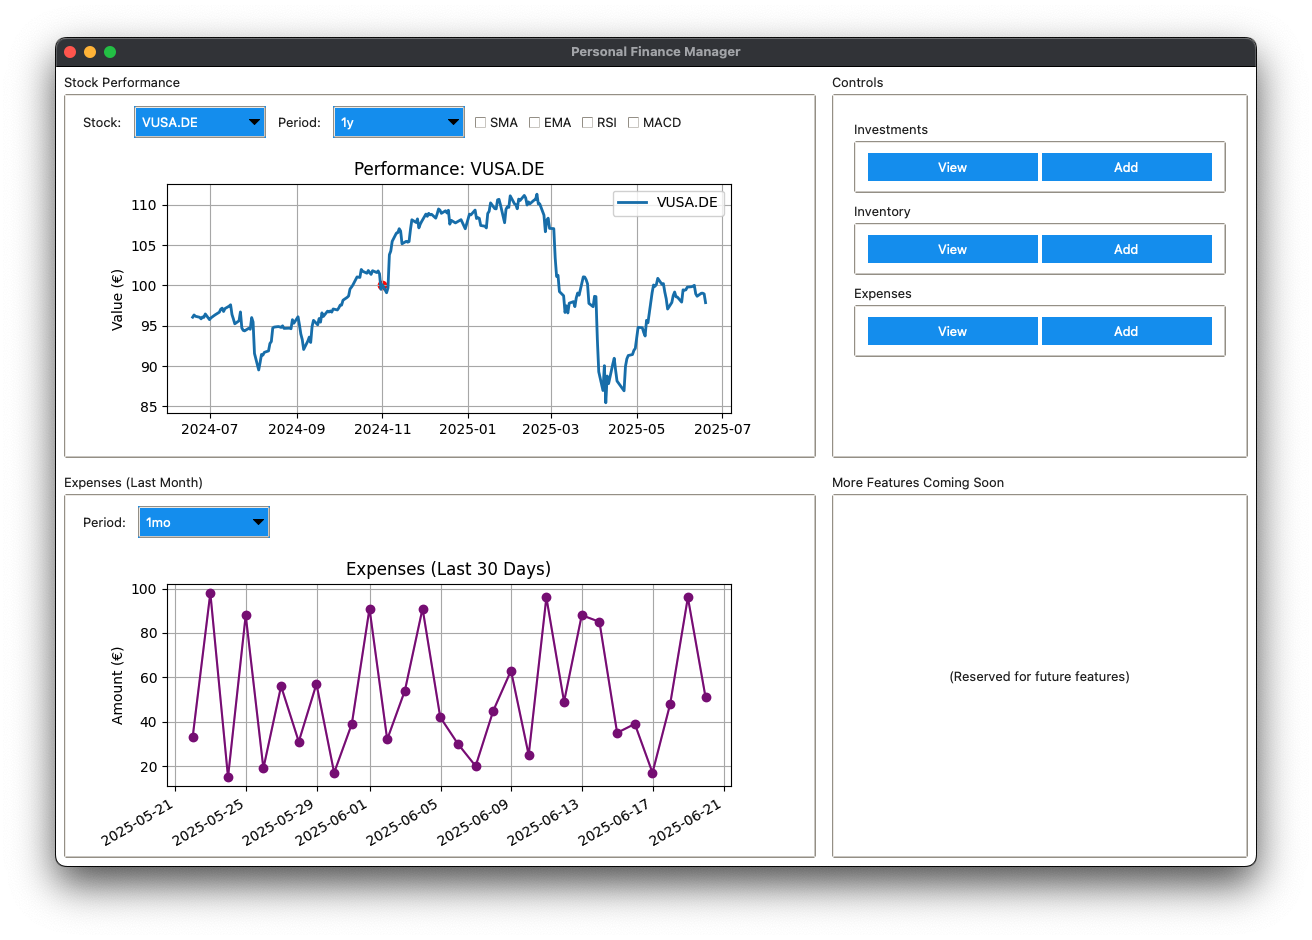 Personal Finance Manager
Stock Performance
Stock: VUSA.DE Period: 1y SMA EMA RSI MACD
Performance: VUSA.DE
VUSA.DE
Value (€)
110
105
100
95
90
85
2024-07 2024-09 2024-11 2025-01 2025-03 2025-05 2025-07
Controls
Investments
View Add
Inventory
View Add
Expenses
View Add
Expenses (Last Month)
Period: 1mo
Expenses (Last 30 Days)
Amount (€)
100
80
60
40
20
2025-05-21 2025-05-25 2025-05-29 2025-06-01 2025-06-05 2025-06-09 2025-06-13 2025-06-17 2025-06-21
More Features Coming Soon
(Reserved for future features)